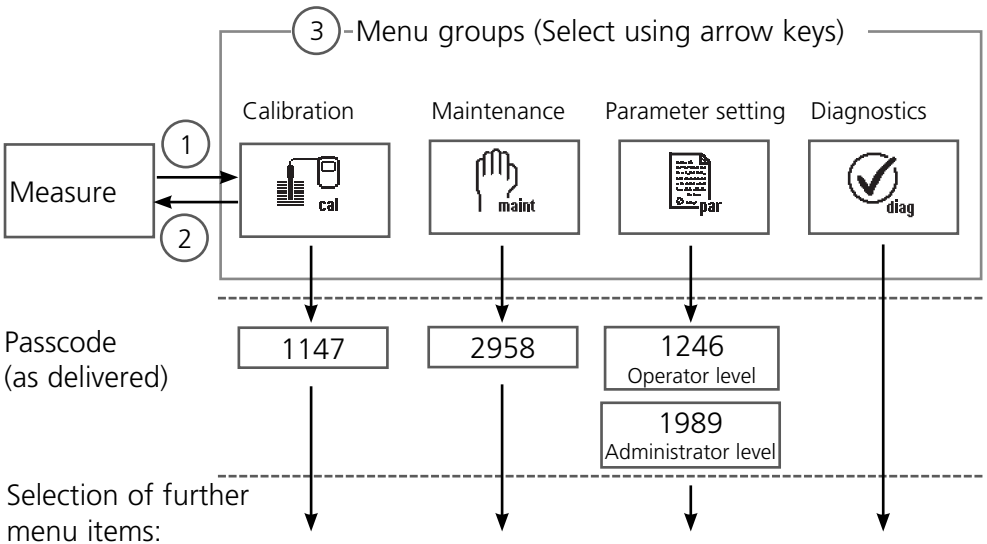 3 Menu groups (Select using arrow keys)
Calibration
Maintenance
Parameter setting
Diagnostics
1
Measure
2
cal
maint
par
diag
Passcode
(as delivered)
1147
2958
1246
Operator level
1989
Administrator level
Selection of further
menu items: